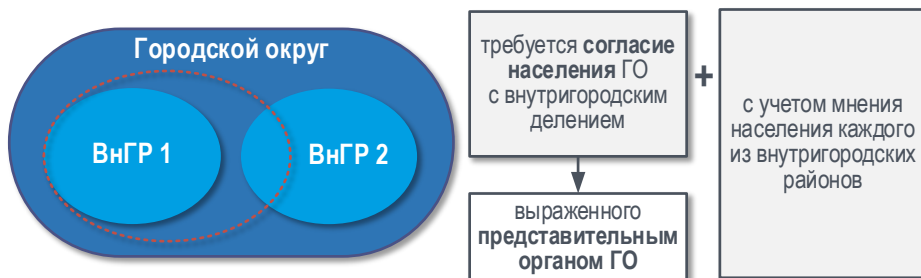 Городской округ
ВнГР 1
ВнГР 2
требуется согласие
населения ГО
с внутригородским
делением
+
с учетом мнения
населения каждого
из внутригородских
районов
выраженного
представительным
органом ГО